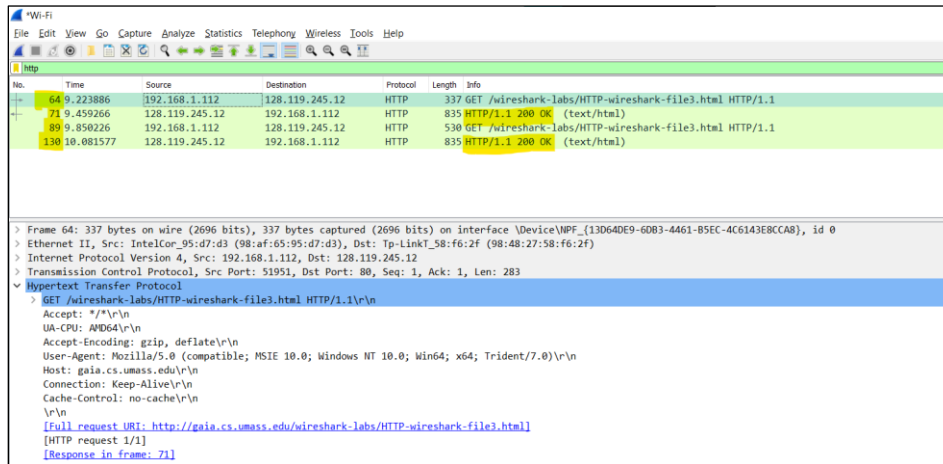 *Wi-Fi
File Edit View Go Capture Analyze Statistics Telephony Wireless Tools Help
http
No. Time Source Destination Protocol Length Info
64 9.223886 192.168.1.112 128.119.245.12 HTTP 337 GET /wireshark-labs/HTTP-wireshark-file3.html HTTP/1.1
71 9.459266 128.119.245.12 192.168.1.112 HTTP 835 HTTP/1.1 200 OK (text/html)
89 9.850226 192.168.1.112 128.119.245.12 HTTP 530 GET /wireshark-labs/HTTP-wireshark-file3.html HTTP/1.1
130 10.081577 128.119.245.12 192.168.1.112 HTTP 835 HTTP/1.1 200 OK (text/html)
> Frame 64: 337 bytes on wire (2696 bits), 337 bytes captured (2696 bits) on interface \Device\NPF_{13D64DE9-6DB3-4461-B5EC-4C6143E8CCA8}, id 0
> Ethernet II, Src: IntelCor_95:d7:d3 (98:af:65:95:d7:d3), Dst: Tp-LinkT_58:f6:2f (98:48:27:58:f6:2f)
> Internet Protocol Version 4, Src: 192.168.1.112, Dst: 128.119.245.12
> Transmission Control Protocol, Src Port: 51951, Dst Port: 80, Seq: 1, Ack: 1, Len: 283
Hypertext Transfer Protocol
> GET /wireshark-labs/HTTP-wireshark-file3.html HTTP/1.1\r\n
Accept: */*\r\n
UA-CPU: AMD64\r\n
Accept-Encoding: gzip, deflate\r\n
User-Agent: Mozilla/5.0 (compatible; MSIE 10.0; Windows NT 10.0; Win64; x64; Trident/7.0)\r\n
Host: gaia.cs.umass.edu\r\n
Connection: Keep-Alive\r\n
Cache-Control: no-cache\r\n
\r\n
[Full request URI: http://gaia.cs.umass.edu/wireshark-labs/HTTP-wireshark-file3.html]
[HTTP request 1/1]
[Response in frame: 71]